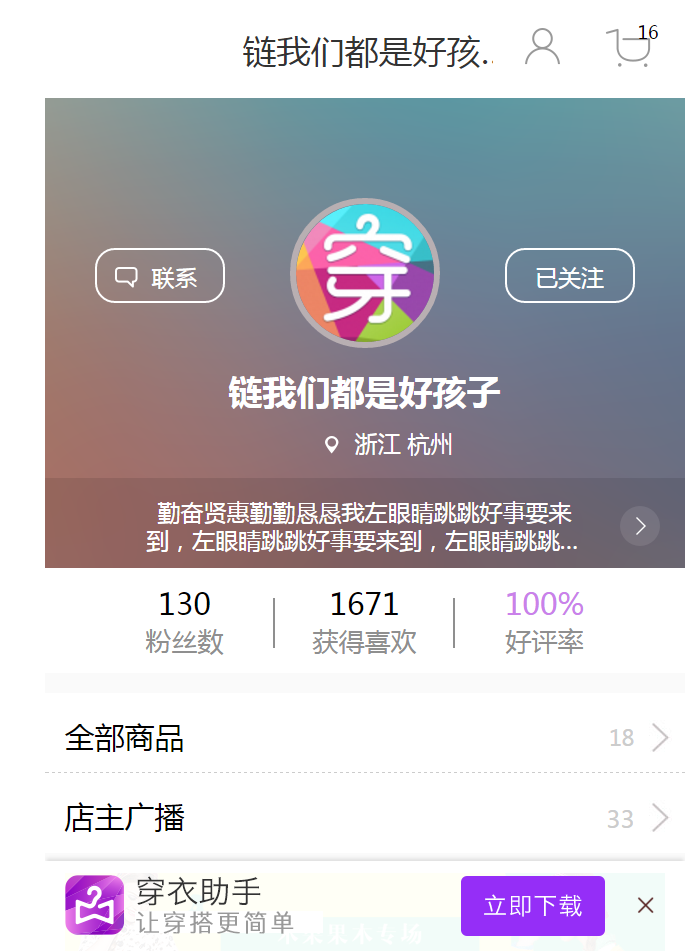 链我们都是好孩..
16
穿
联系
已关注
链我们都是好孩子
浙江 杭州
勤奋贤惠勤勤恳恳我左眼睛跳跳好事要来
到，左眼睛跳跳好事要来到，左眼睛跳跳...
130
1671
100%
粉丝数
获得喜欢
好评率
全部商品
18
店主广播
33
穿衣助手
让穿搭更简单
立即下载
果木专场